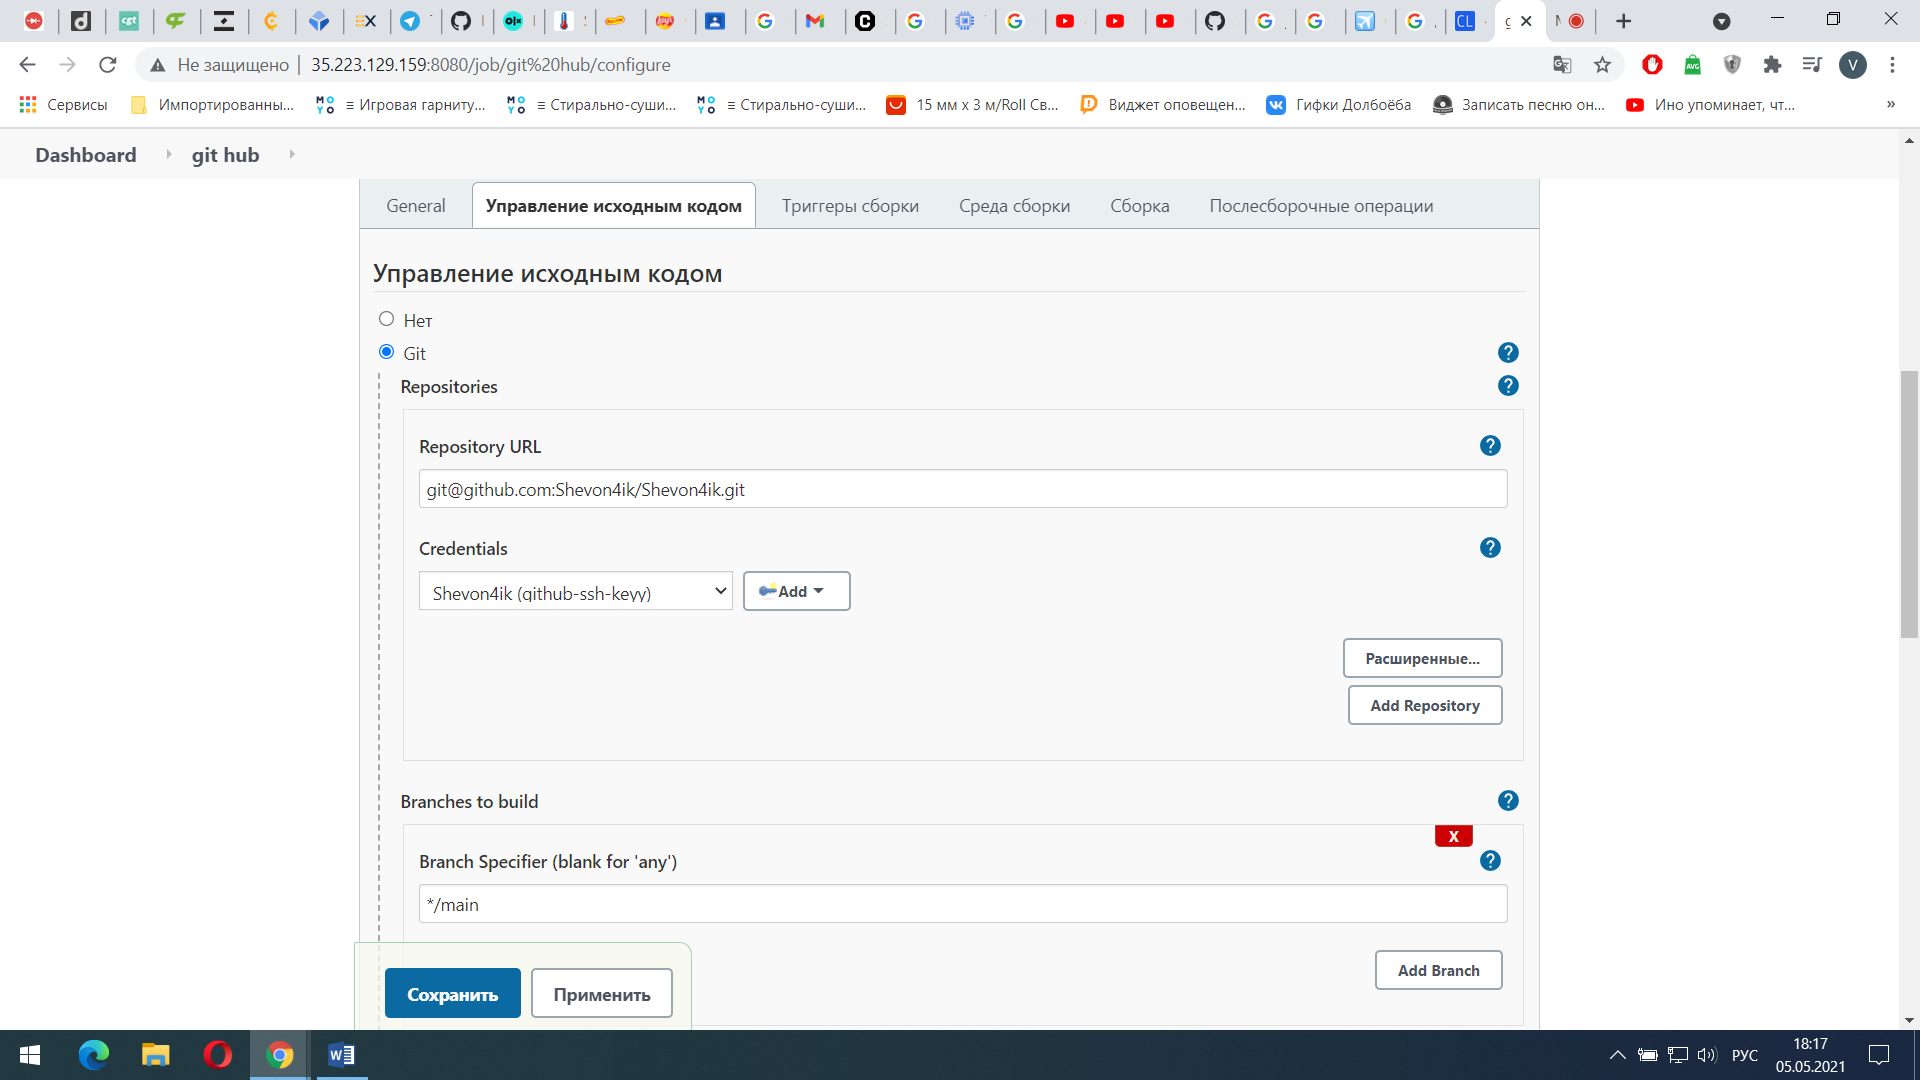 Не защищено | 35.223.129.159:8080/job/git%20hub/configure
V
Сервисы Импортированны... ≡ Игровая гарниту... ≡ Стирально-суши... ≡ Стирально-суши... 15 мм x 3 м/Roll Св... Виджет оповещен... Гифки Долбоёба Записать песню он... Ино упоминает, чт... »
Dashboard git hub
General Управление исходным кодом Триггеры сборки Среда сборки Сборка Послесборочные операции
Управление исходным кодом
Нет
Git
Repositories
Repository URL
git@github.com:Shevon4ik/Shevon4ik.git
Credentials
Shevon4ik (github-ssh-keyy) Add
Расширенные...
Add Repository
Branches to build
X
Branch Specifier (blank for 'any')
*/main
Add Branch
Сохранить Применить
РУС
18:17
05.05.2021